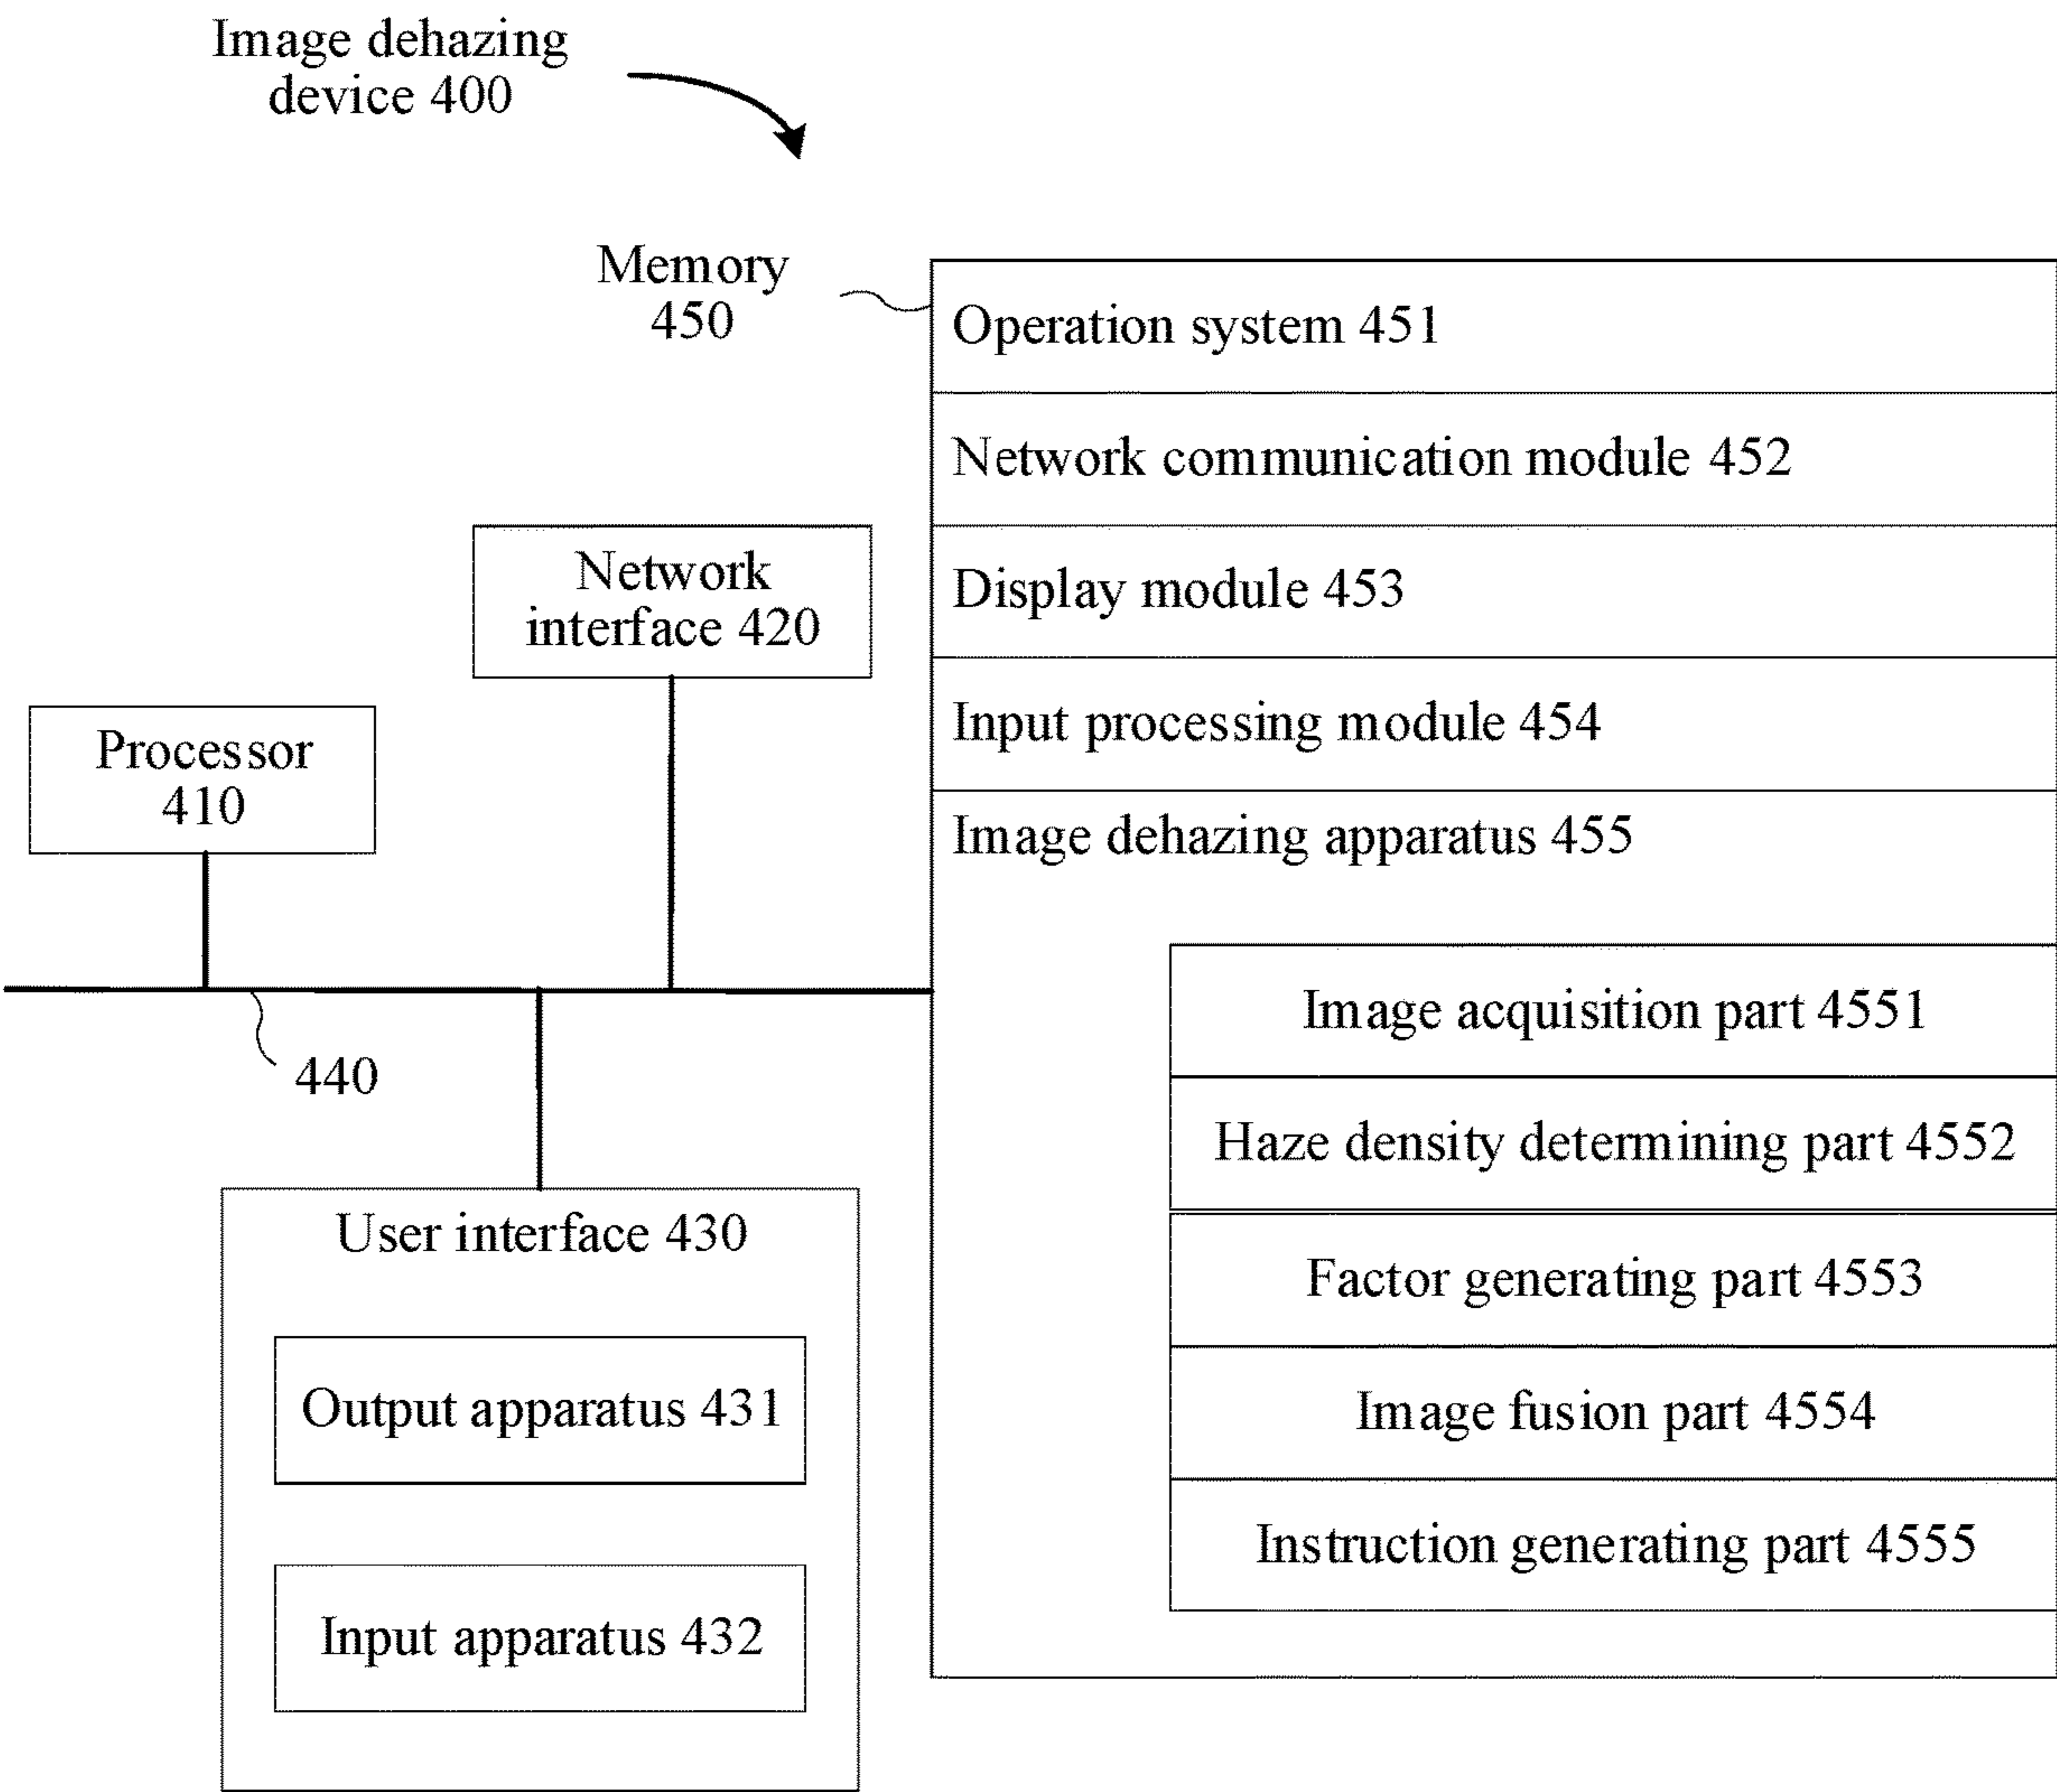 Image dehazing
device 400
Memory
450
Operation system 451
Network communication module 452
Display module 453
Input processing module 454
Image dehazing apparatus 455
Image acquisition part 4551
Haze density determining part 4552
Factor generating part 4553
Image fusion part 4554
Instruction generating part 4555
Network
interface 420
Processor
410
440
User interface 430
Output apparatus 431
Input apparatus 432